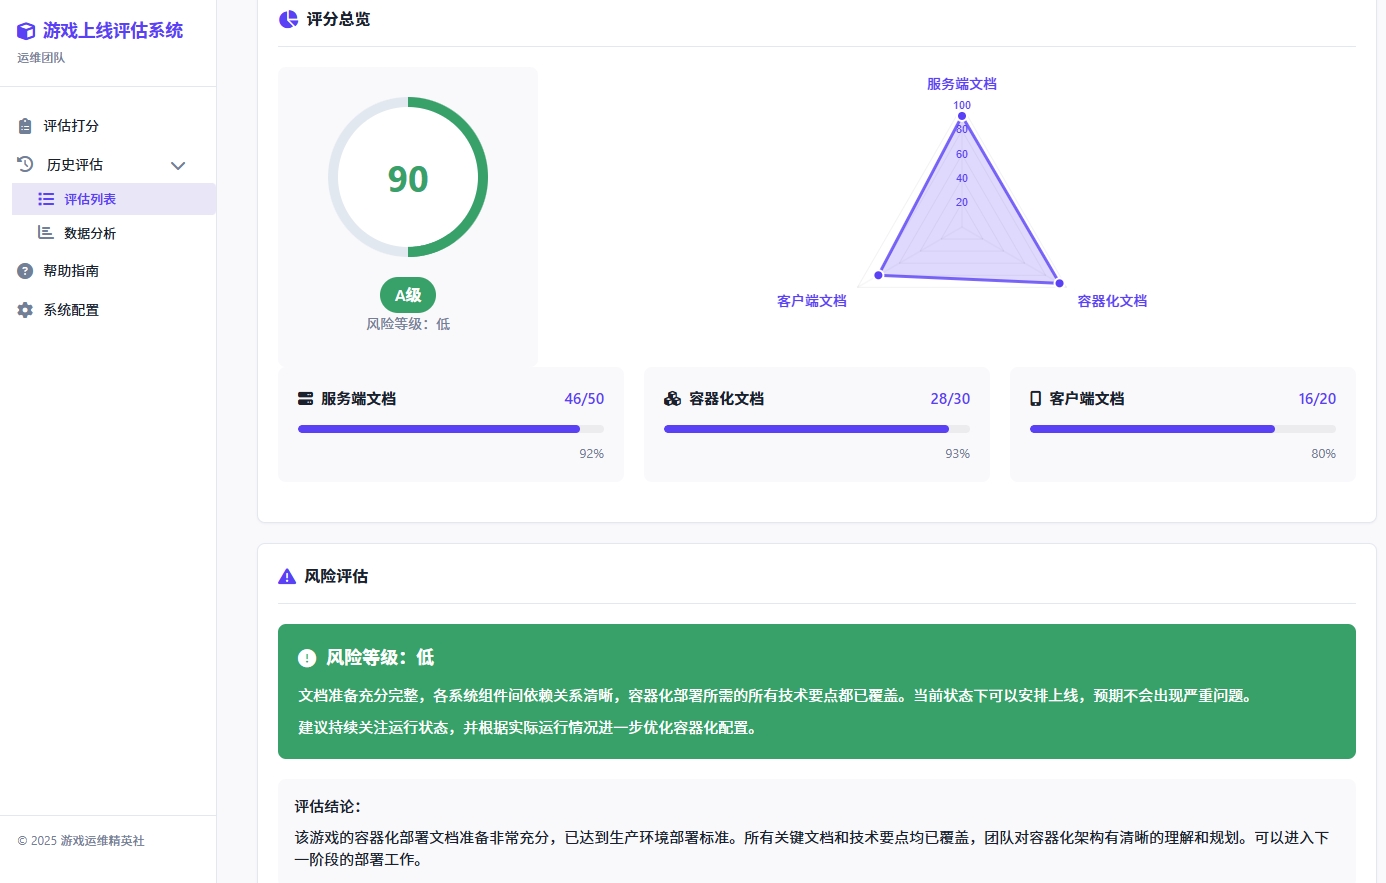 游戏上线评估系统
运维团队
评估打分
历史评估
评估列表
数据分析
帮助指南
系统配置
© 2025 游戏运维精英社
评分总览
90
A级
风险等级：低
服务端文档
100
80
60
40
20
客户端文档
容器化文档
服务端文档 46/50
92%
容器化文档 28/30
93%
客户端文档 16/20
80%
风险评估
风险等级：低
文档准备充分完整，各系统组件间依赖关系清晰，容器化部署所需的所有技术要点都已覆盖。当前状态下可以安排上线，预期不会出现严重问题。
建议持续关注运行状态，并根据实际运行情况进一步优化容器化配置。
评估结论：
该游戏的容器化部署文档准备非常充分，已达到生产环境部署标准。所有关键文档和技术要点均已覆盖，团队对容器化架构有清晰的理解和规划。可以进入下
一阶段的部署工作。